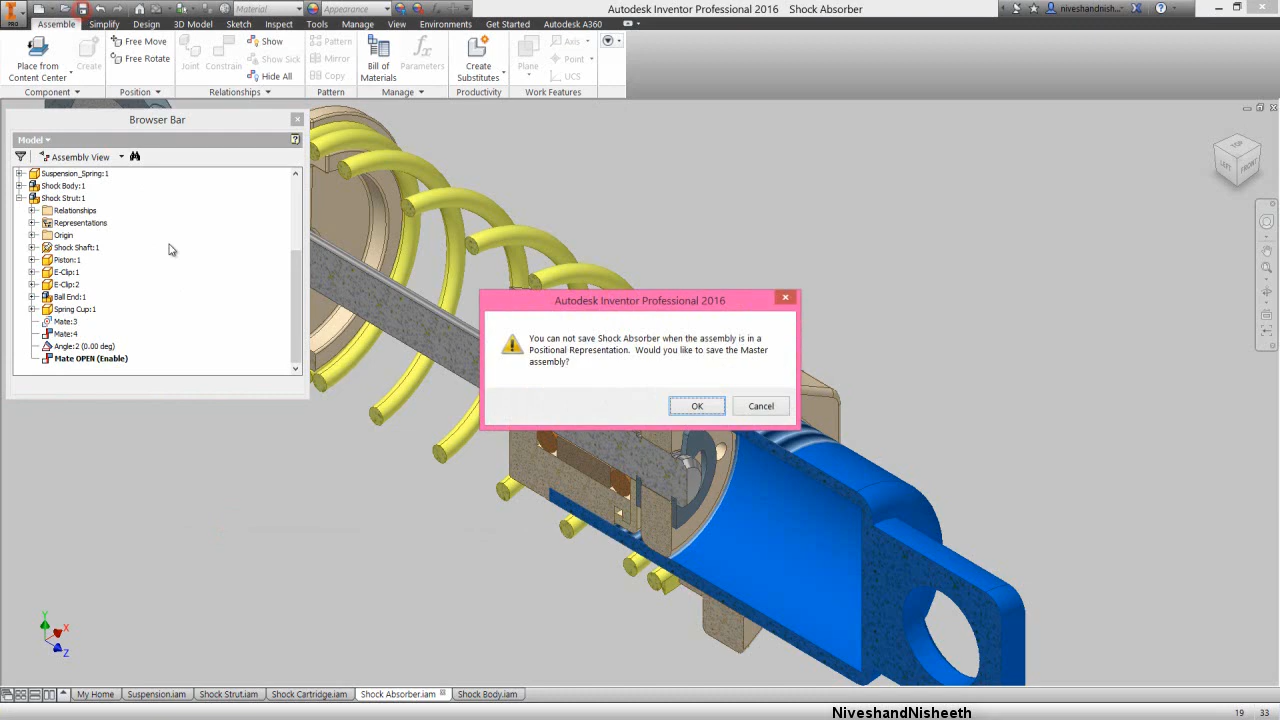 PRO
Material
Appearance
Autodesk Inventor Professional 2016 Shock Absorber
niveshandnish...
Assemble Simplify Design 3D Model Sketch Inspect Tools Manage View Environments Get Started Autodesk A360
Place from
Content Center
Create
Free Move
Free Rotate
Joint
Constrain
Show
Show Sick
Hide All
Pattern
Mirror
Copy
Bill of
Materials
Parameters
Create
Substitutes
Plane
Axis
Point
UCS
Component Position Relationships Pattern Manage Productivity Work Features
Browser Bar
Model
Assembly View
Suspension_Spring:1
Shock Body:1
Shock Strut:1
Relationships
Representations
Origin
Shock Shaft:1
Piston:1
E-Clip:1
E-Clip:2
Ball End:1
Spring Cup:1
Mate:3
Mate:4
Angle:2 (0.00 deg)
Mate OPEN (Enable)
Autodesk Inventor Professional 2016
You can not save Shock Absorber when the assembly is in a
Positional Representation. Would you like to save the Master
assembly?
OK Cancel
TOP
LEFT FRONT
Y
X
Z
My Home Suspension.iam Shock Strut.iam Shock Cartridge.iam Shock Absorber.iam Shock Body.iam
NiveshandNisheeth
19 33